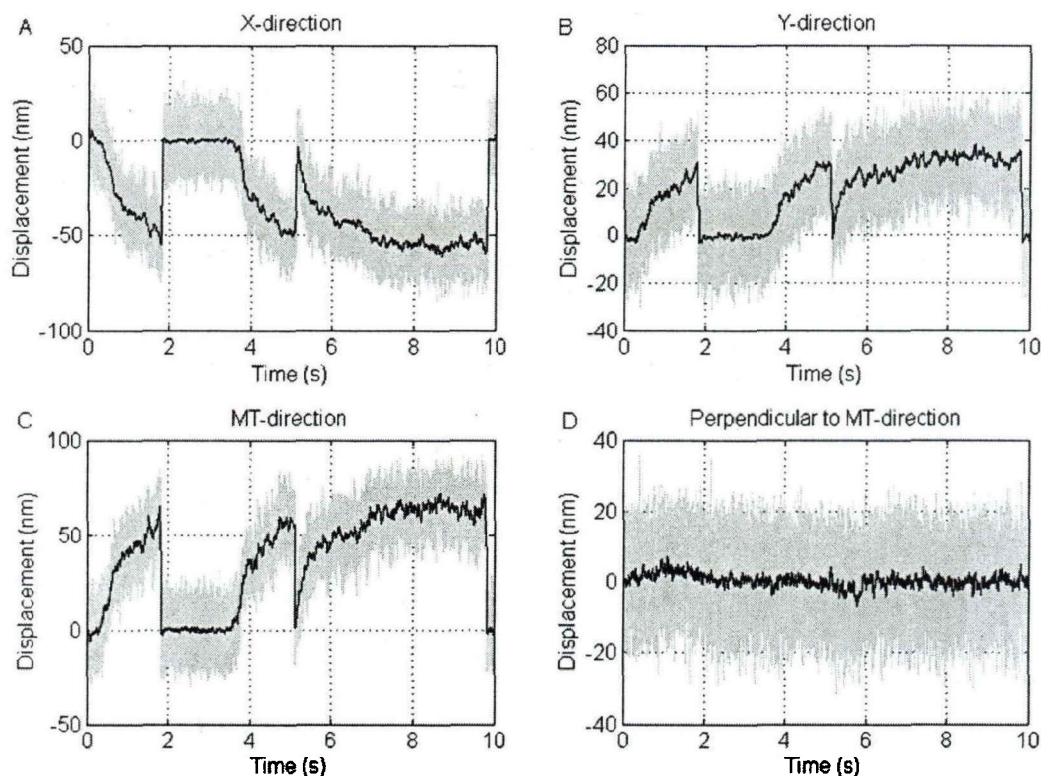 A
X-direction
50
0
-50
-100
Displacement (nm)
0 2 4 6 8 10
Time (s)
B
Y-direction
80
60
40
20
0
-20
-40
Displacement (nm)
0 2 4 6 8 10
Time (s)
C
MT-direction
100
50
0
-50
Displacement (nm)
0 2 4 6 8 10
Time (s)
D
Perpendicular to MT-direction
40
20
0
-20
-40
Displacement (nm)
0 2 4 6 8 10
Time (s)